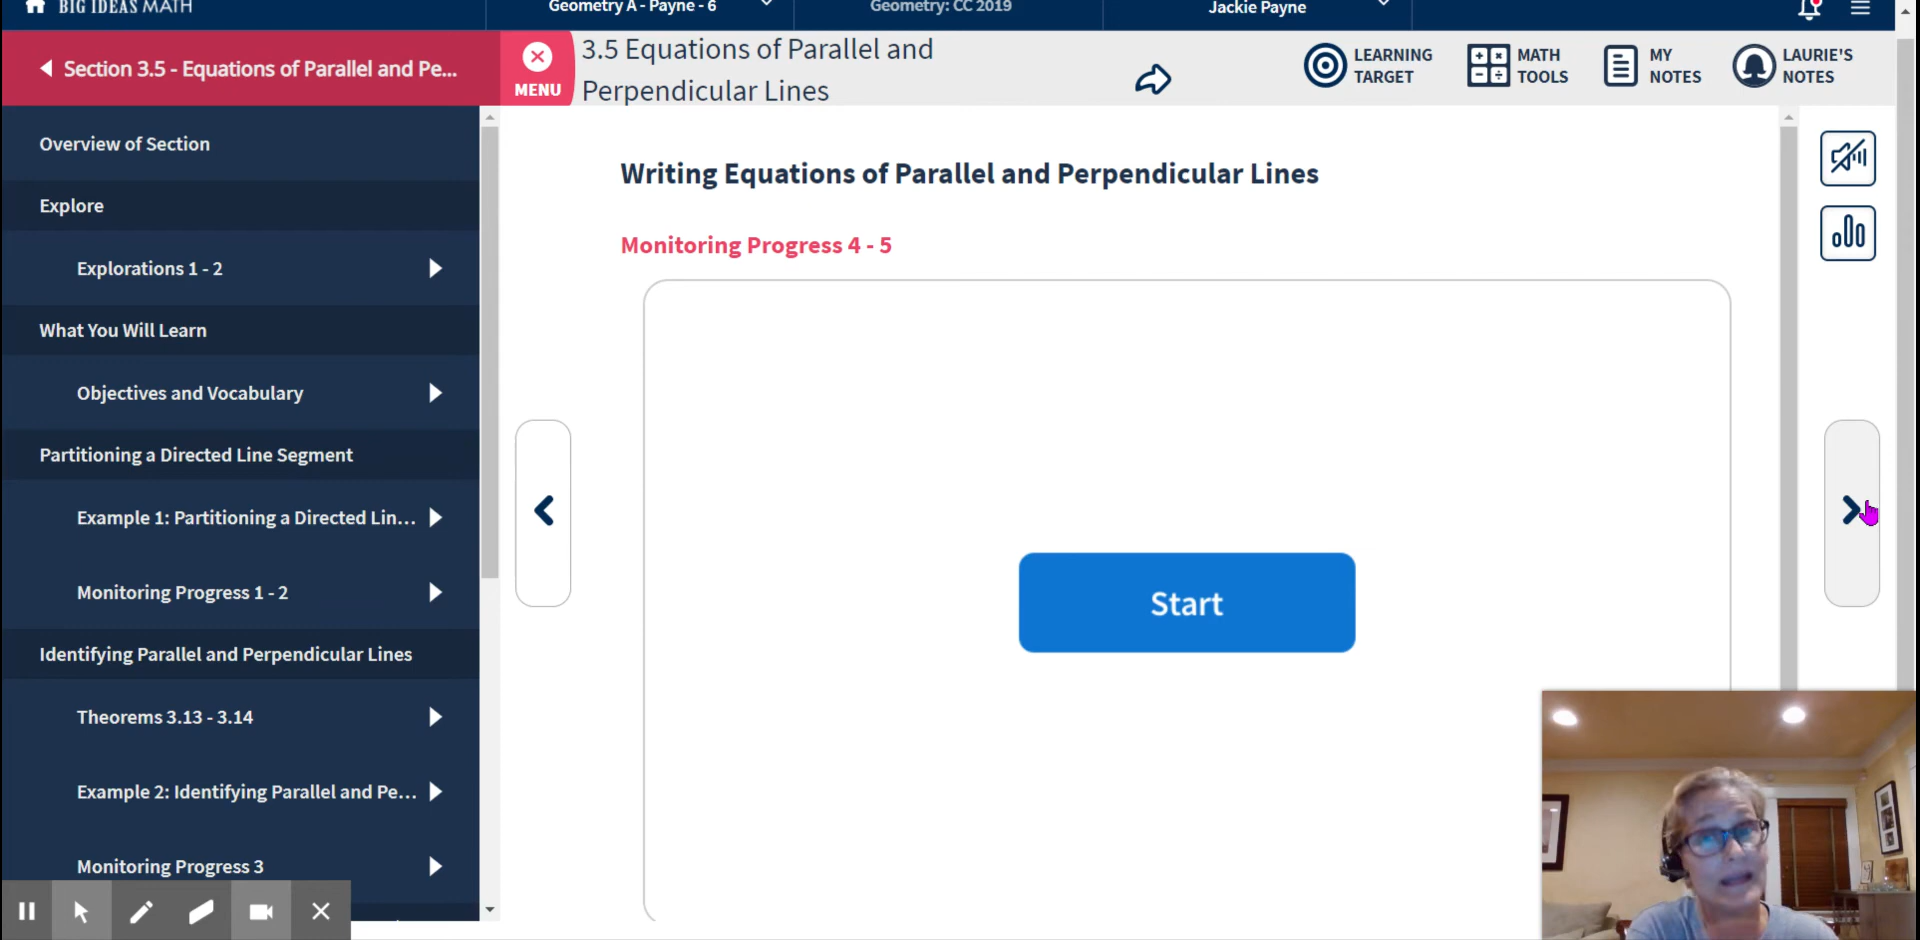 BIG IDEAS MATH
Geometry A - Payne - 6
Geometry: CC 2019
Jackie Payne
Section 3.5 - Equations of Parallel and Pe...
MENU
3.5 Equations of Parallel and
Perpendicular Lines
LEARNING
TARGET
MATH
TOOLS
MY
NOTES
LAURIE'S
NOTES
Overview of Section
Explore
Explorations 1 - 2
What You Will Learn
Objectives and Vocabulary
Partitioning a Directed Line Segment
Example 1: Partitioning a Directed Lin...
Monitoring Progress 1 - 2
Identifying Parallel and Perpendicular Lines
Theorems 3.13 - 3.14
Example 2: Identifying Parallel and Pe...
Monitoring Progress 3
Writing Equations of Parallel and Perpendicular Lines
Monitoring Progress 4 - 5
Start